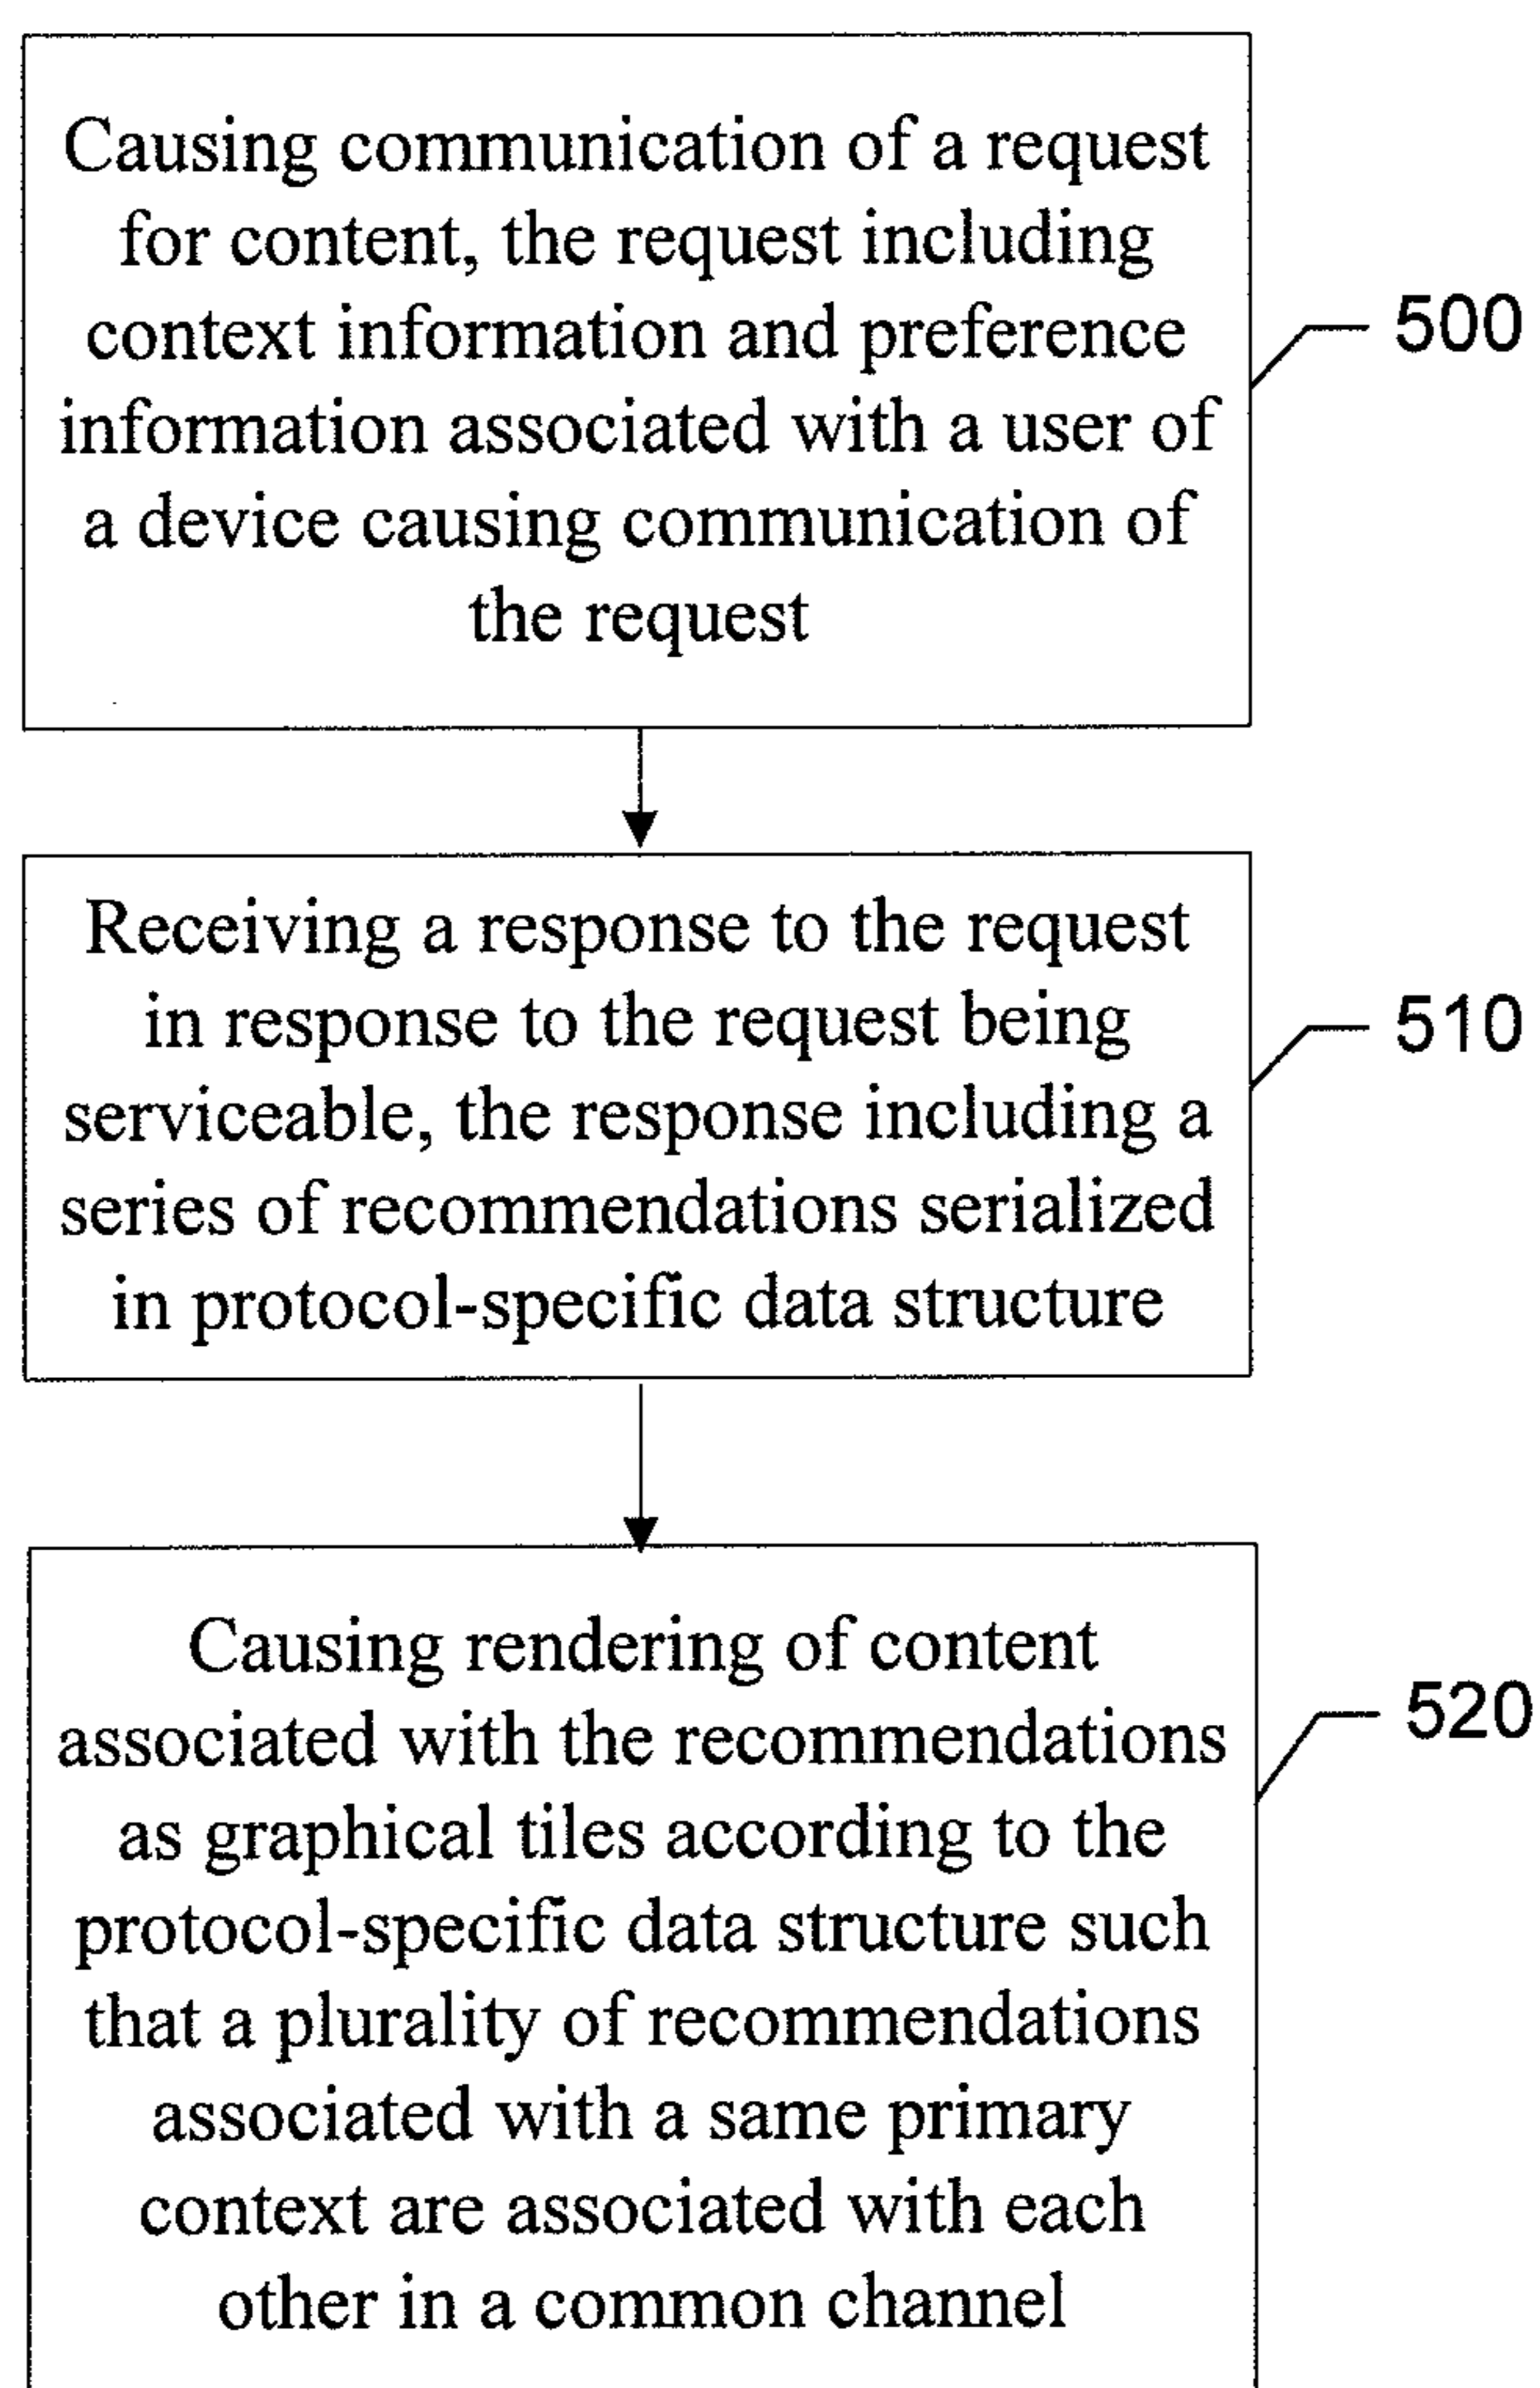 Causing communication of a request
for content, the request including
context information and preference
information associated with a user of
a device causing communication of
the request
500
Receiving a response to the request
in response to the request being
serviceable, the response including a
series of recommendations serialized
in protocol-specific data structure
510
Causing rendering of content
associated with the recommendations
as graphical tiles according to the
protocol-specific data structure such
that a plurality of recommendations
associated with a same primary
context are associated with each
other in a common channel
520